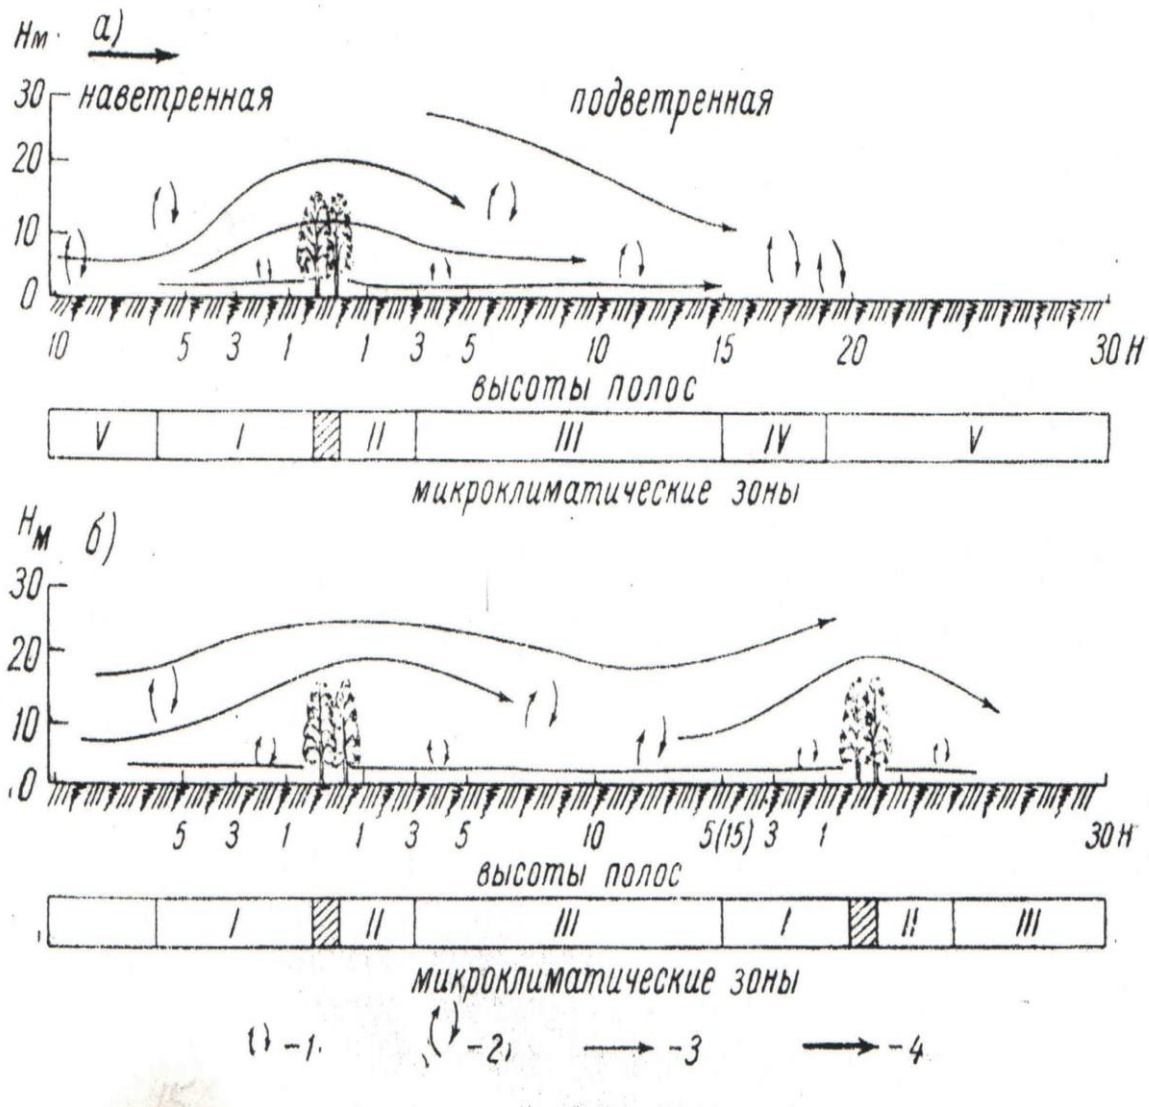 Нм. а)
30 наветренная подветренная
20
10
0
10 5 3 1 1 3 5 10 15 20 30 Н
высоты полос
V I II III IV V
микроклиматические зоны
Нм б)
30
20
10
0
5 3 1 1 3 5 10 5(15) 3 1 30 Н
высоты полос
I II III I II III
микроклиматические зоны
-1. -2, -3 -4